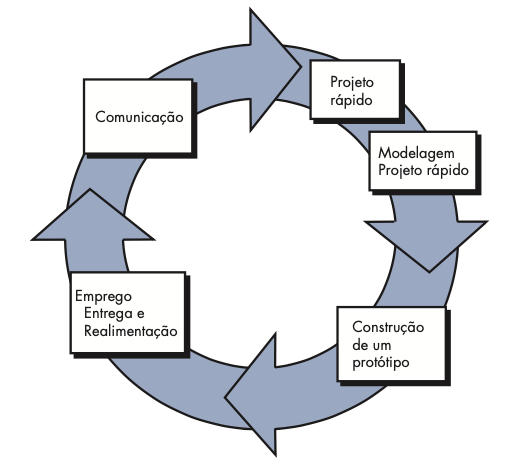 Comunicação
Projeto
rápido
Modelagem
Projeto rápido
Construção
de um
protótipo
Emprego
Entrega e
Realimentação